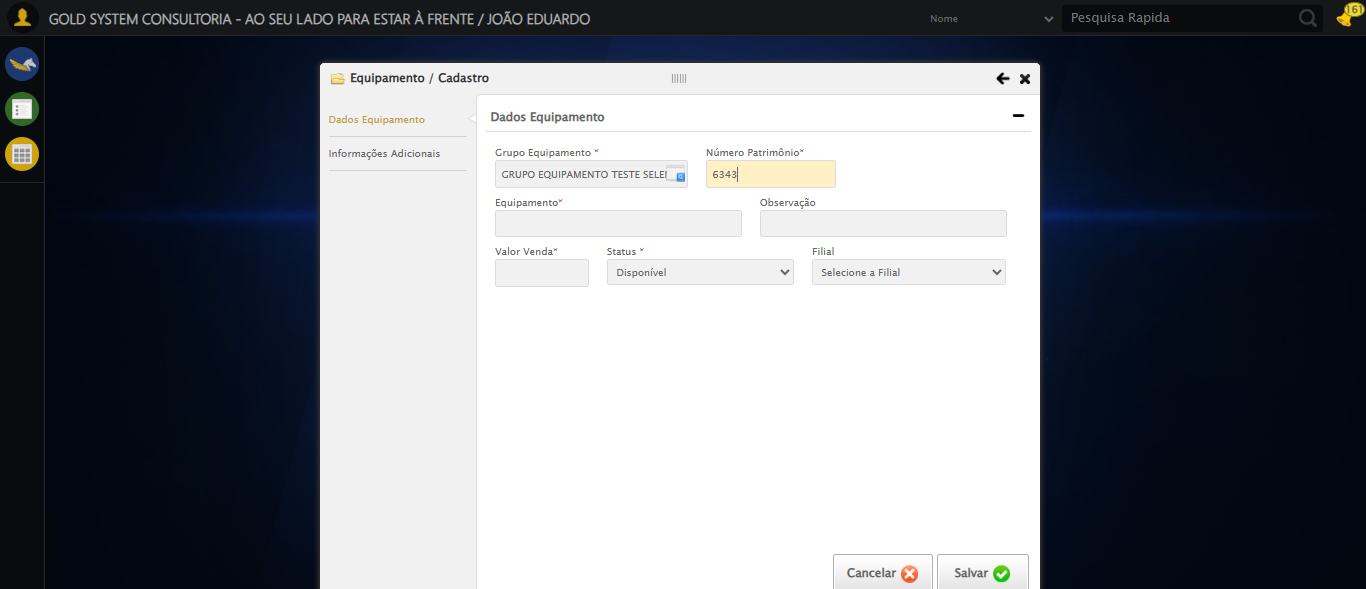 GOLD SYSTEM CONSULTORIA - AO SEU LADO PARA ESTAR À FRENTE / JOÃO EDUARDO
Nome
Pesquisa Rapida
161
Equipamento / Cadastro
Dados Equipamento
Informações Adicionais
Dados Equipamento
Grupo Equipamento * Número Patrimônio*
GRUPO EQUIPAMENTO TESTE SELE 6343
Equipamento* Observação
Valor Venda* Status * Filial
Disponível Selecione a Filial
Cancelar Salvar